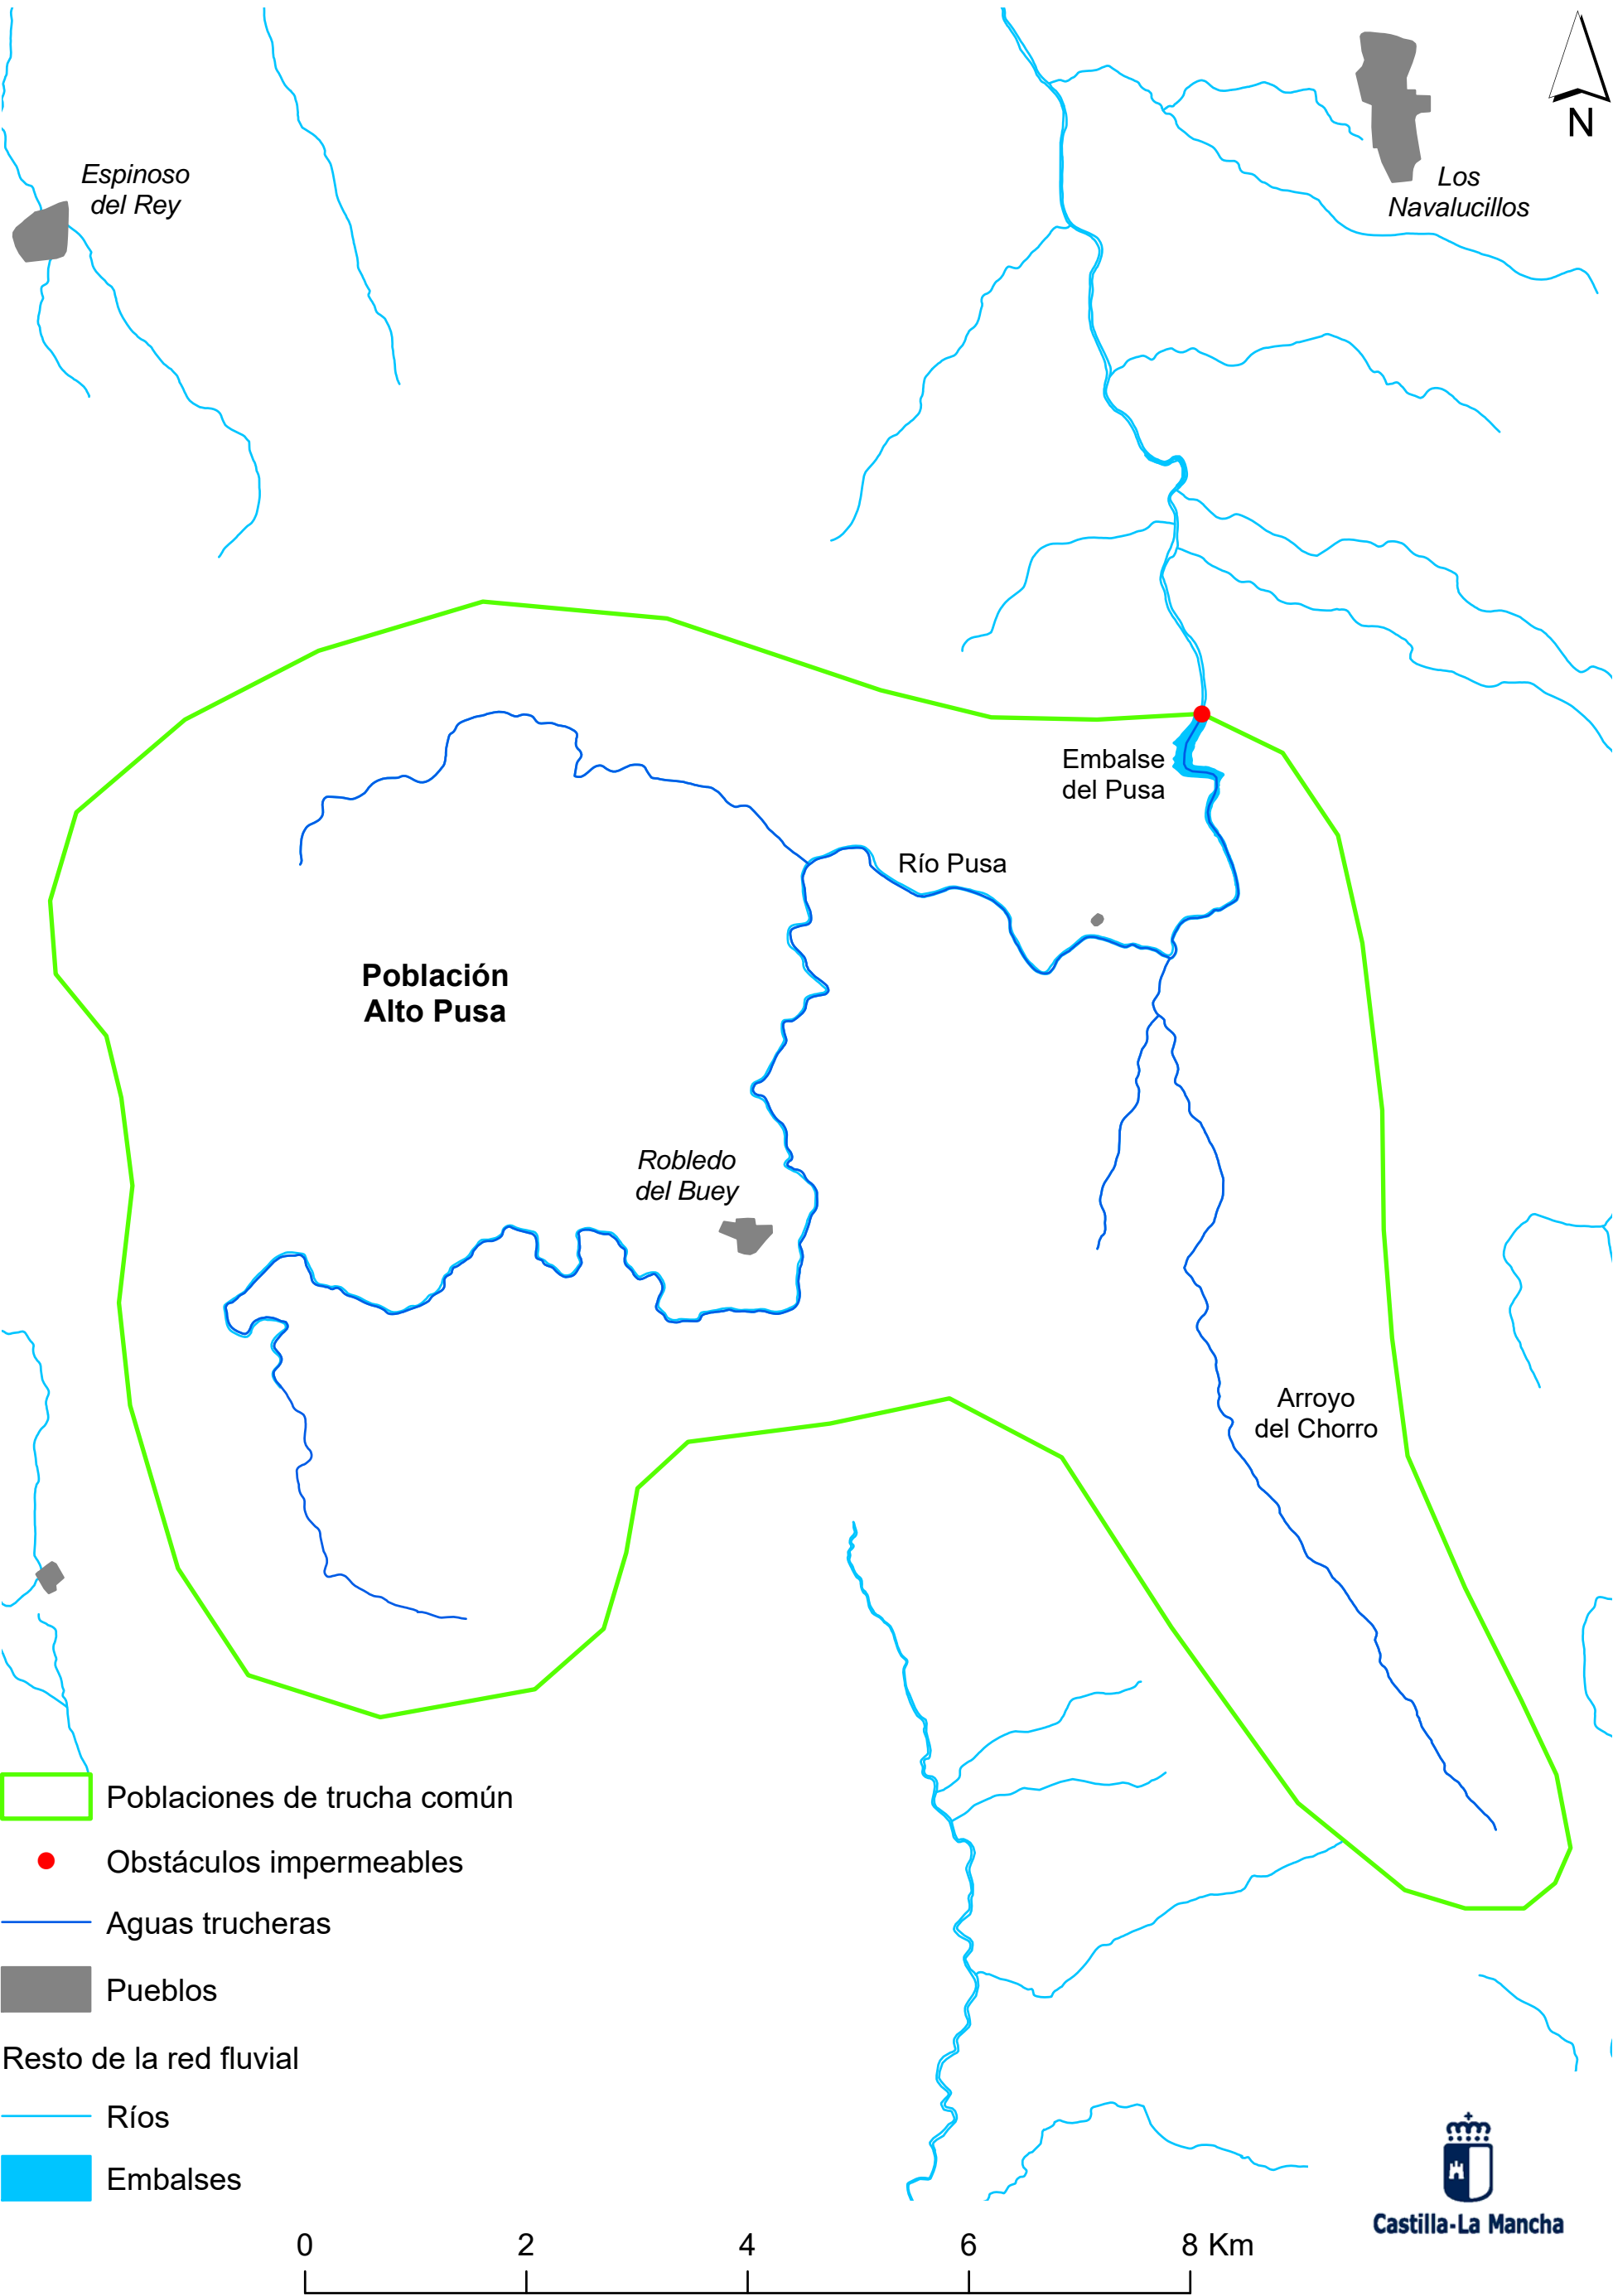 N
Espinoso
del Rey
Los
Navalucillos
Embalse
del Pusa
Río Pusa
Población
Alto Pusa
Robledo
del Buey
Arroyo
del Chorro
Poblaciones de trucha común
Obstáculos impermeables
Aguas trucheras
Pueblos
Resto de la red fluvial
Ríos
Embalses
Castilla-La Mancha
0 2 4 6 8 Km